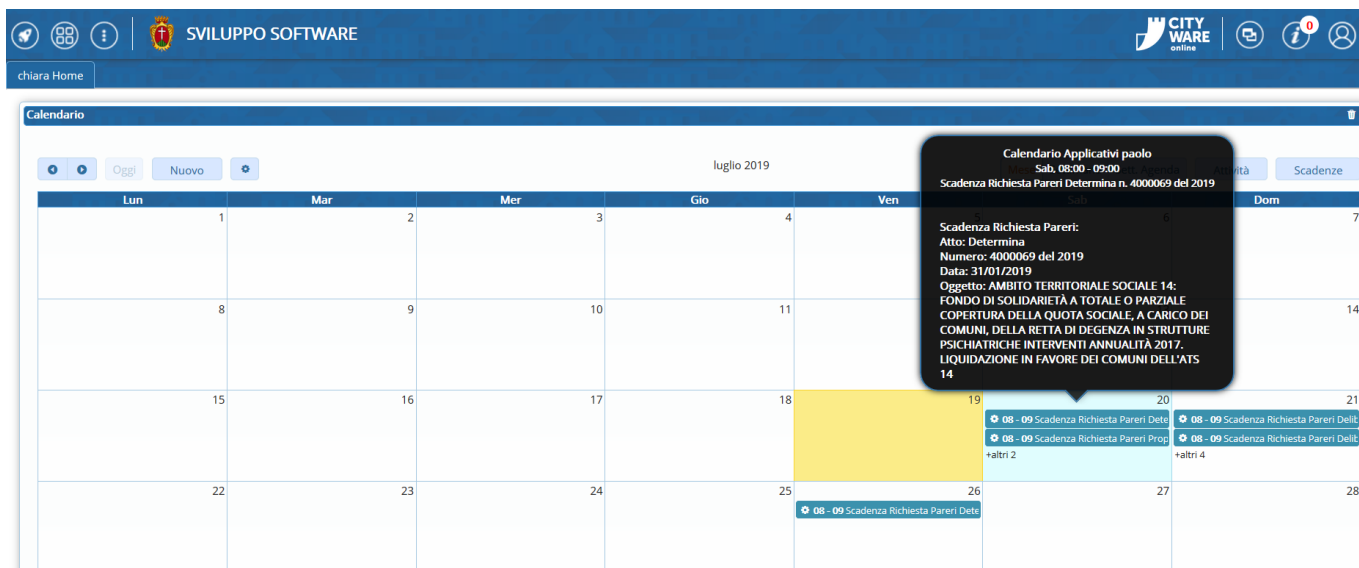 SVILUPPO SOFTWARE
CITY
WARE
online
0
chiara Home
Calendario
Oggi
Nuovo
luglio 2019
Scadenze
Calendario Applicativi paolo
Sab, 08:00 - 09:00
Scadenza Richiesta Pareri Determina n. 4000069 del 2019
Scadenza Richiesta Pareri:
Atto: Determina
Numero: 4000069 del 2019
Data: 31/01/2019
Oggetto: AMBITO TERRITORIALE SOCIALE 14:
FONDO DI SOLIDARIETÀ A TOTALE O PARZIALE
COPERTURA DELLA QUOTA SOCIALE, A CARICO DEI
COMUNI, DELLA RETTA DI DEGENZA IN STRUTTURE
PSICHIATRICHE INTERVENTI ANNUALITÀ 2017.
LIQUIDAZIONE IN FAVORE DEI COMUNI DELL'ATS
14
Lun Mar Mer Gio Ven Sab Dom
1 2 3 4 5 6 7
8 9 10 11 14
15 16 17 18 19 20 21
08 - 09 Scadenza Richiesta Pareri Dete 08 - 09 Scadenza Richiesta Pareri Delib
08 - 09 Scadenza Richiesta Pareri Prop 08 - 09 Scadenza Richiesta Pareri Delib
+altri 2 +altri 4
22 23 24 25 26 27 28
08 - 09 Scadenza Richiesta Pareri Dete